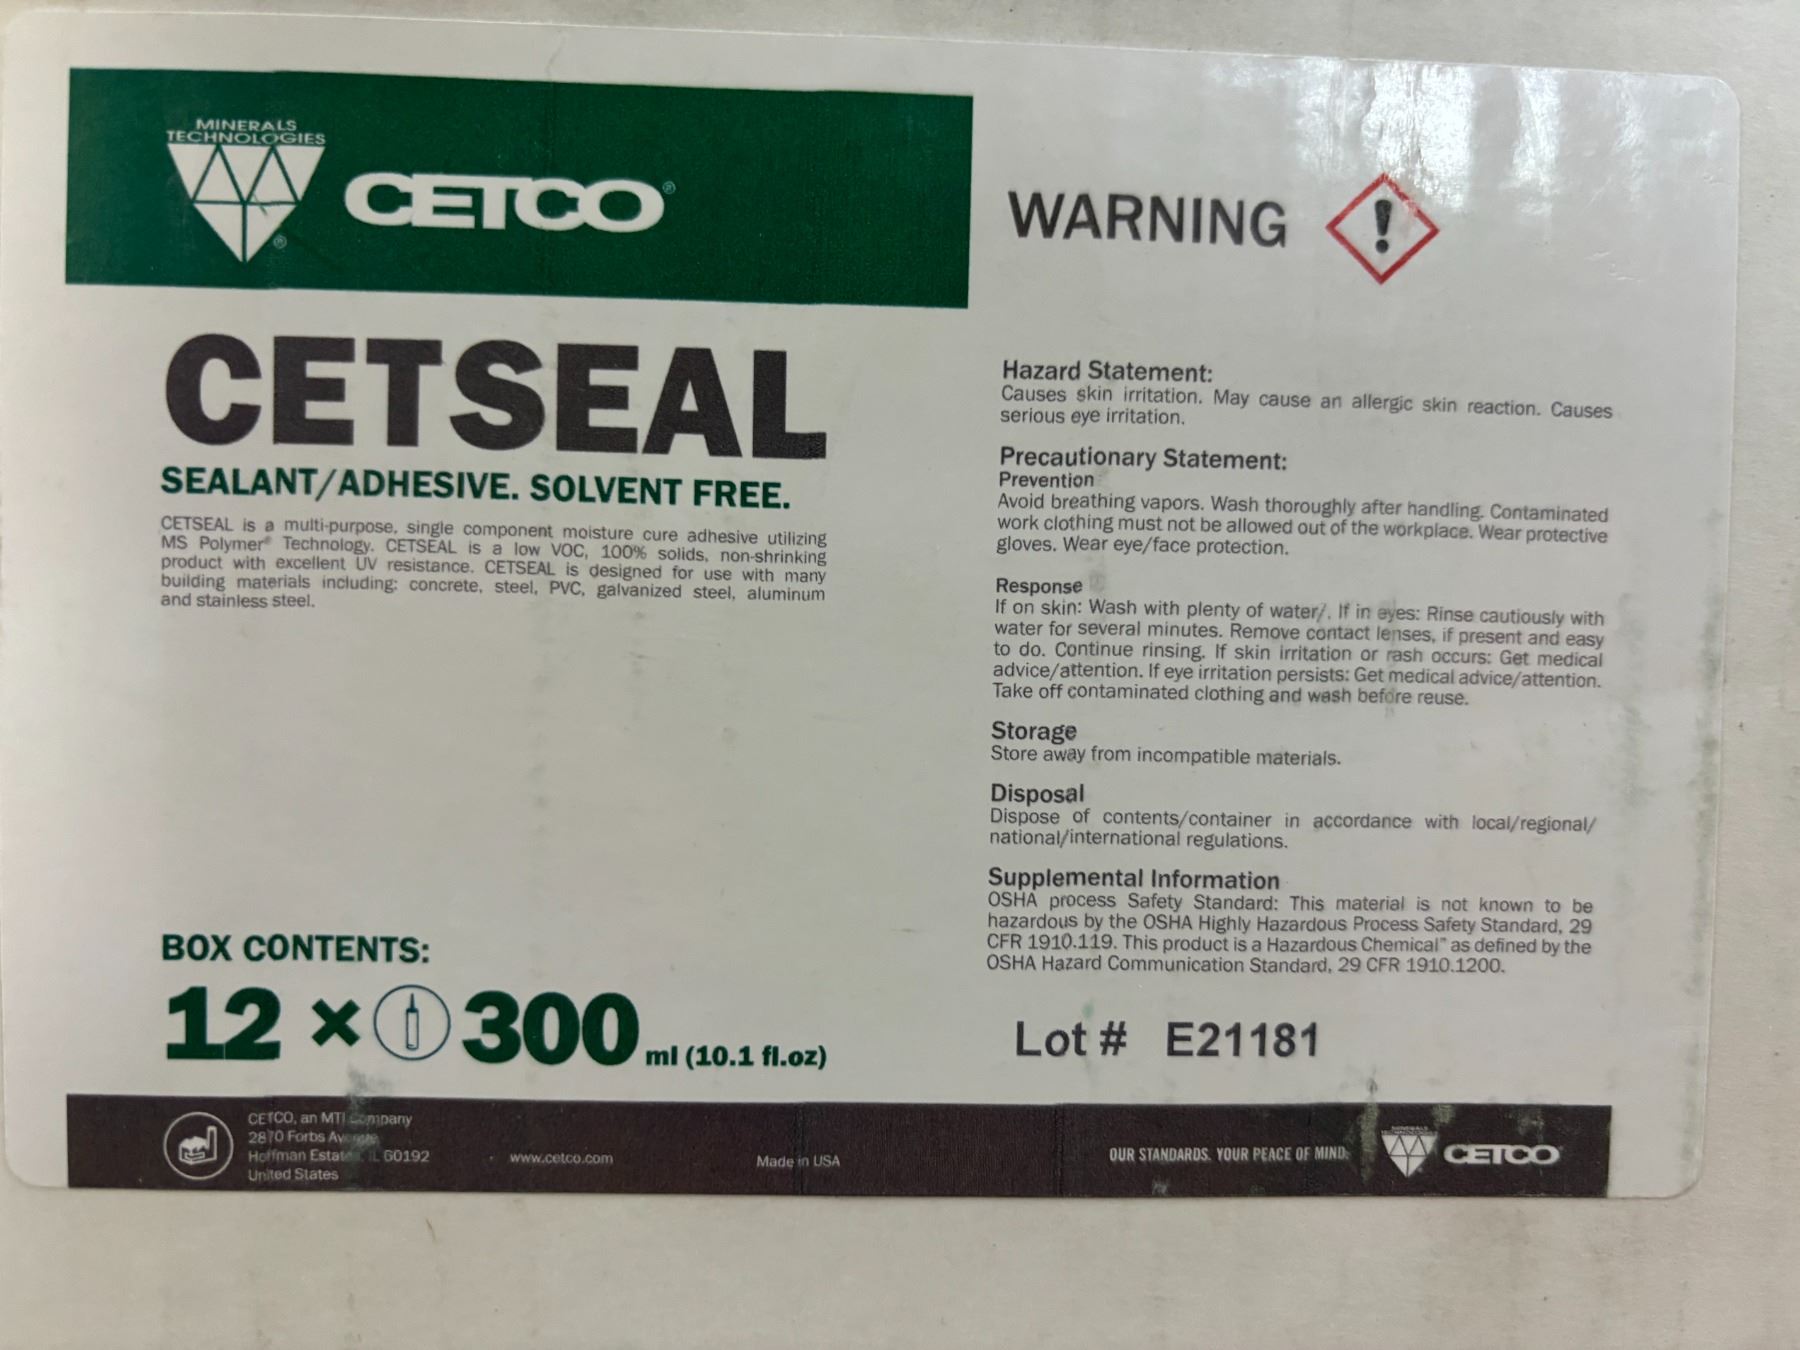 MINERALS
TECHNOLOGIES
®
CETCO®
CETSEAL
SEALANT/ADHESIVE. SOLVENT FREE.
CETSEAL is a multi-purpose, single component moisture cure adhesive utilizing
MS Polymer® Technology. CETSEAL is a low VOC, 100% solids, non-shrinking
product with excellent UV resistance. CETSEAL is designed for use with many
building materials including: concrete, steel, PVC, galvanized steel, aluminum
and stainless steel.
BOX CONTENTS:
12 × 300 ml (10.1 fl.oz)
WARNING
!
Hazard Statement:
Causes skin irritation. May cause an allergic skin reaction. Causes
serious eye irritation.
Precautionary Statement:
Prevention
Avoid breathing vapors. Wash thoroughly after handling. Contaminated
work clothing must not be allowed out of the workplace. Wear protective
gloves. Wear eye/face protection.
Response
If on skin: Wash with plenty of water/. If in eyes: Rinse cautiously with
water for several minutes. Remove contact lenses, if present and easy
to do. Continue rinsing. If skin irritation or rash occurs: Get medical
advice/attention. If eye irritation persists: Get medical advice/attention.
Take off contaminated clothing and wash before reuse.
Storage
Store away from incompatible materials.
Disposal
Dispose of contents/container in accordance with local/regional/
national/international regulations.
Supplemental Information
OSHA process Safety Standard: This material is not known to be
hazardous by the OSHA Highly Hazardous Process Safety Standard, 29
CFR 1910.119. This product is a Hazardous Chemical" as defined by the
OSHA Hazard Communication Standard, 29 CFR 1910.1200.
Lot # E21181
CETCO, an MTI Company
2870 Forbs Avenue
Hoffman Estates, IL 60192
United States
www.cetco.com
Made in USA
OUR STANDARDS. YOUR PEACE OF MIND.
MINERALS
TECHNOLOGIES
CETCO